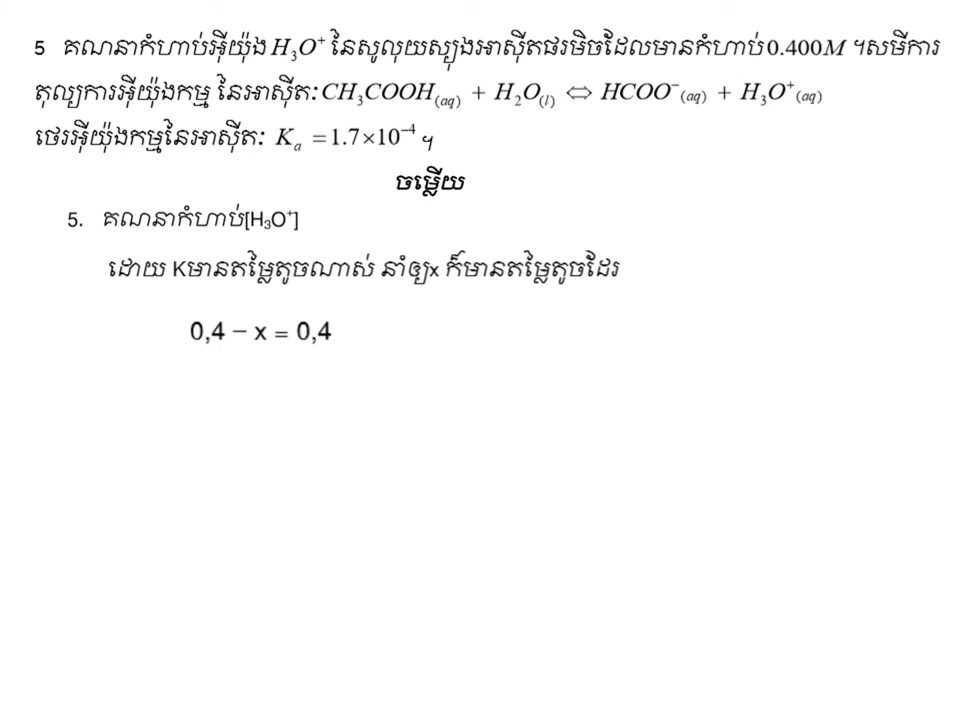 5 គណនាកំហាប់អ៊ីយ៉ុង H₃O⁺ នៃសូលុយស្យុងអាស៊ីតផរមិចដែលមានកំហាប់ 0.400M ។សមីការ
តុល្យការអ៊ីយ៉ុងកម្ម នៃអាស៊ីត: CH₃COOH(aq) + H₂O(l) ⇔ HCOO⁻(aq) + H₃O⁺(aq)
ថេរអ៊ីយ៉ុងកម្មនៃអាស៊ីត: Kₐ = 1.7×10⁻⁴ ។
ចម្លើយ
5. គណនាកំហាប់[H₃O⁺]
ដោយ Kមានតម្លៃតូចណាស់ នាំឲ្យx ក៏មានតម្លៃតូចដែរ
0,4 − x = 0,4